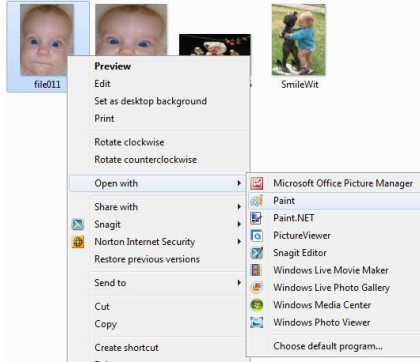 file011
SmileWit
Preview
Edit
Set as desktop background
Print
Rotate clockwise
Rotate counterclockwise
Open with
Share with
Snagit
Norton Internet Security
Restore previous versions
Send to
Cut
Copy
Create shortcut
Microsoft Office Picture Manager
Paint
Paint.NET
PictureViewer
Snagit Editor
Windows Live Movie Maker
Windows Live Photo Gallery
Windows Media Center
Windows Photo Viewer
Choose default program...